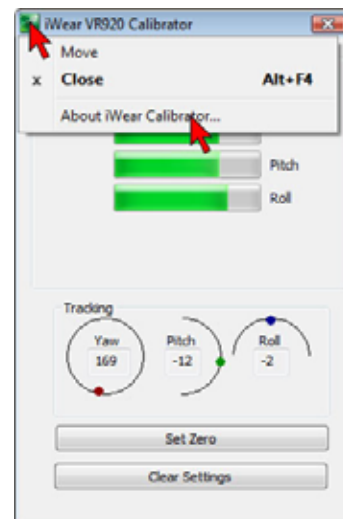 iWear VR920 Calibrator
Move
x Close Alt+F4
About iWear Calibrator...
Pitch
Roll
Tracking
Yaw Pitch Roll
169 -12 -2
Set Zero
Clear Settings